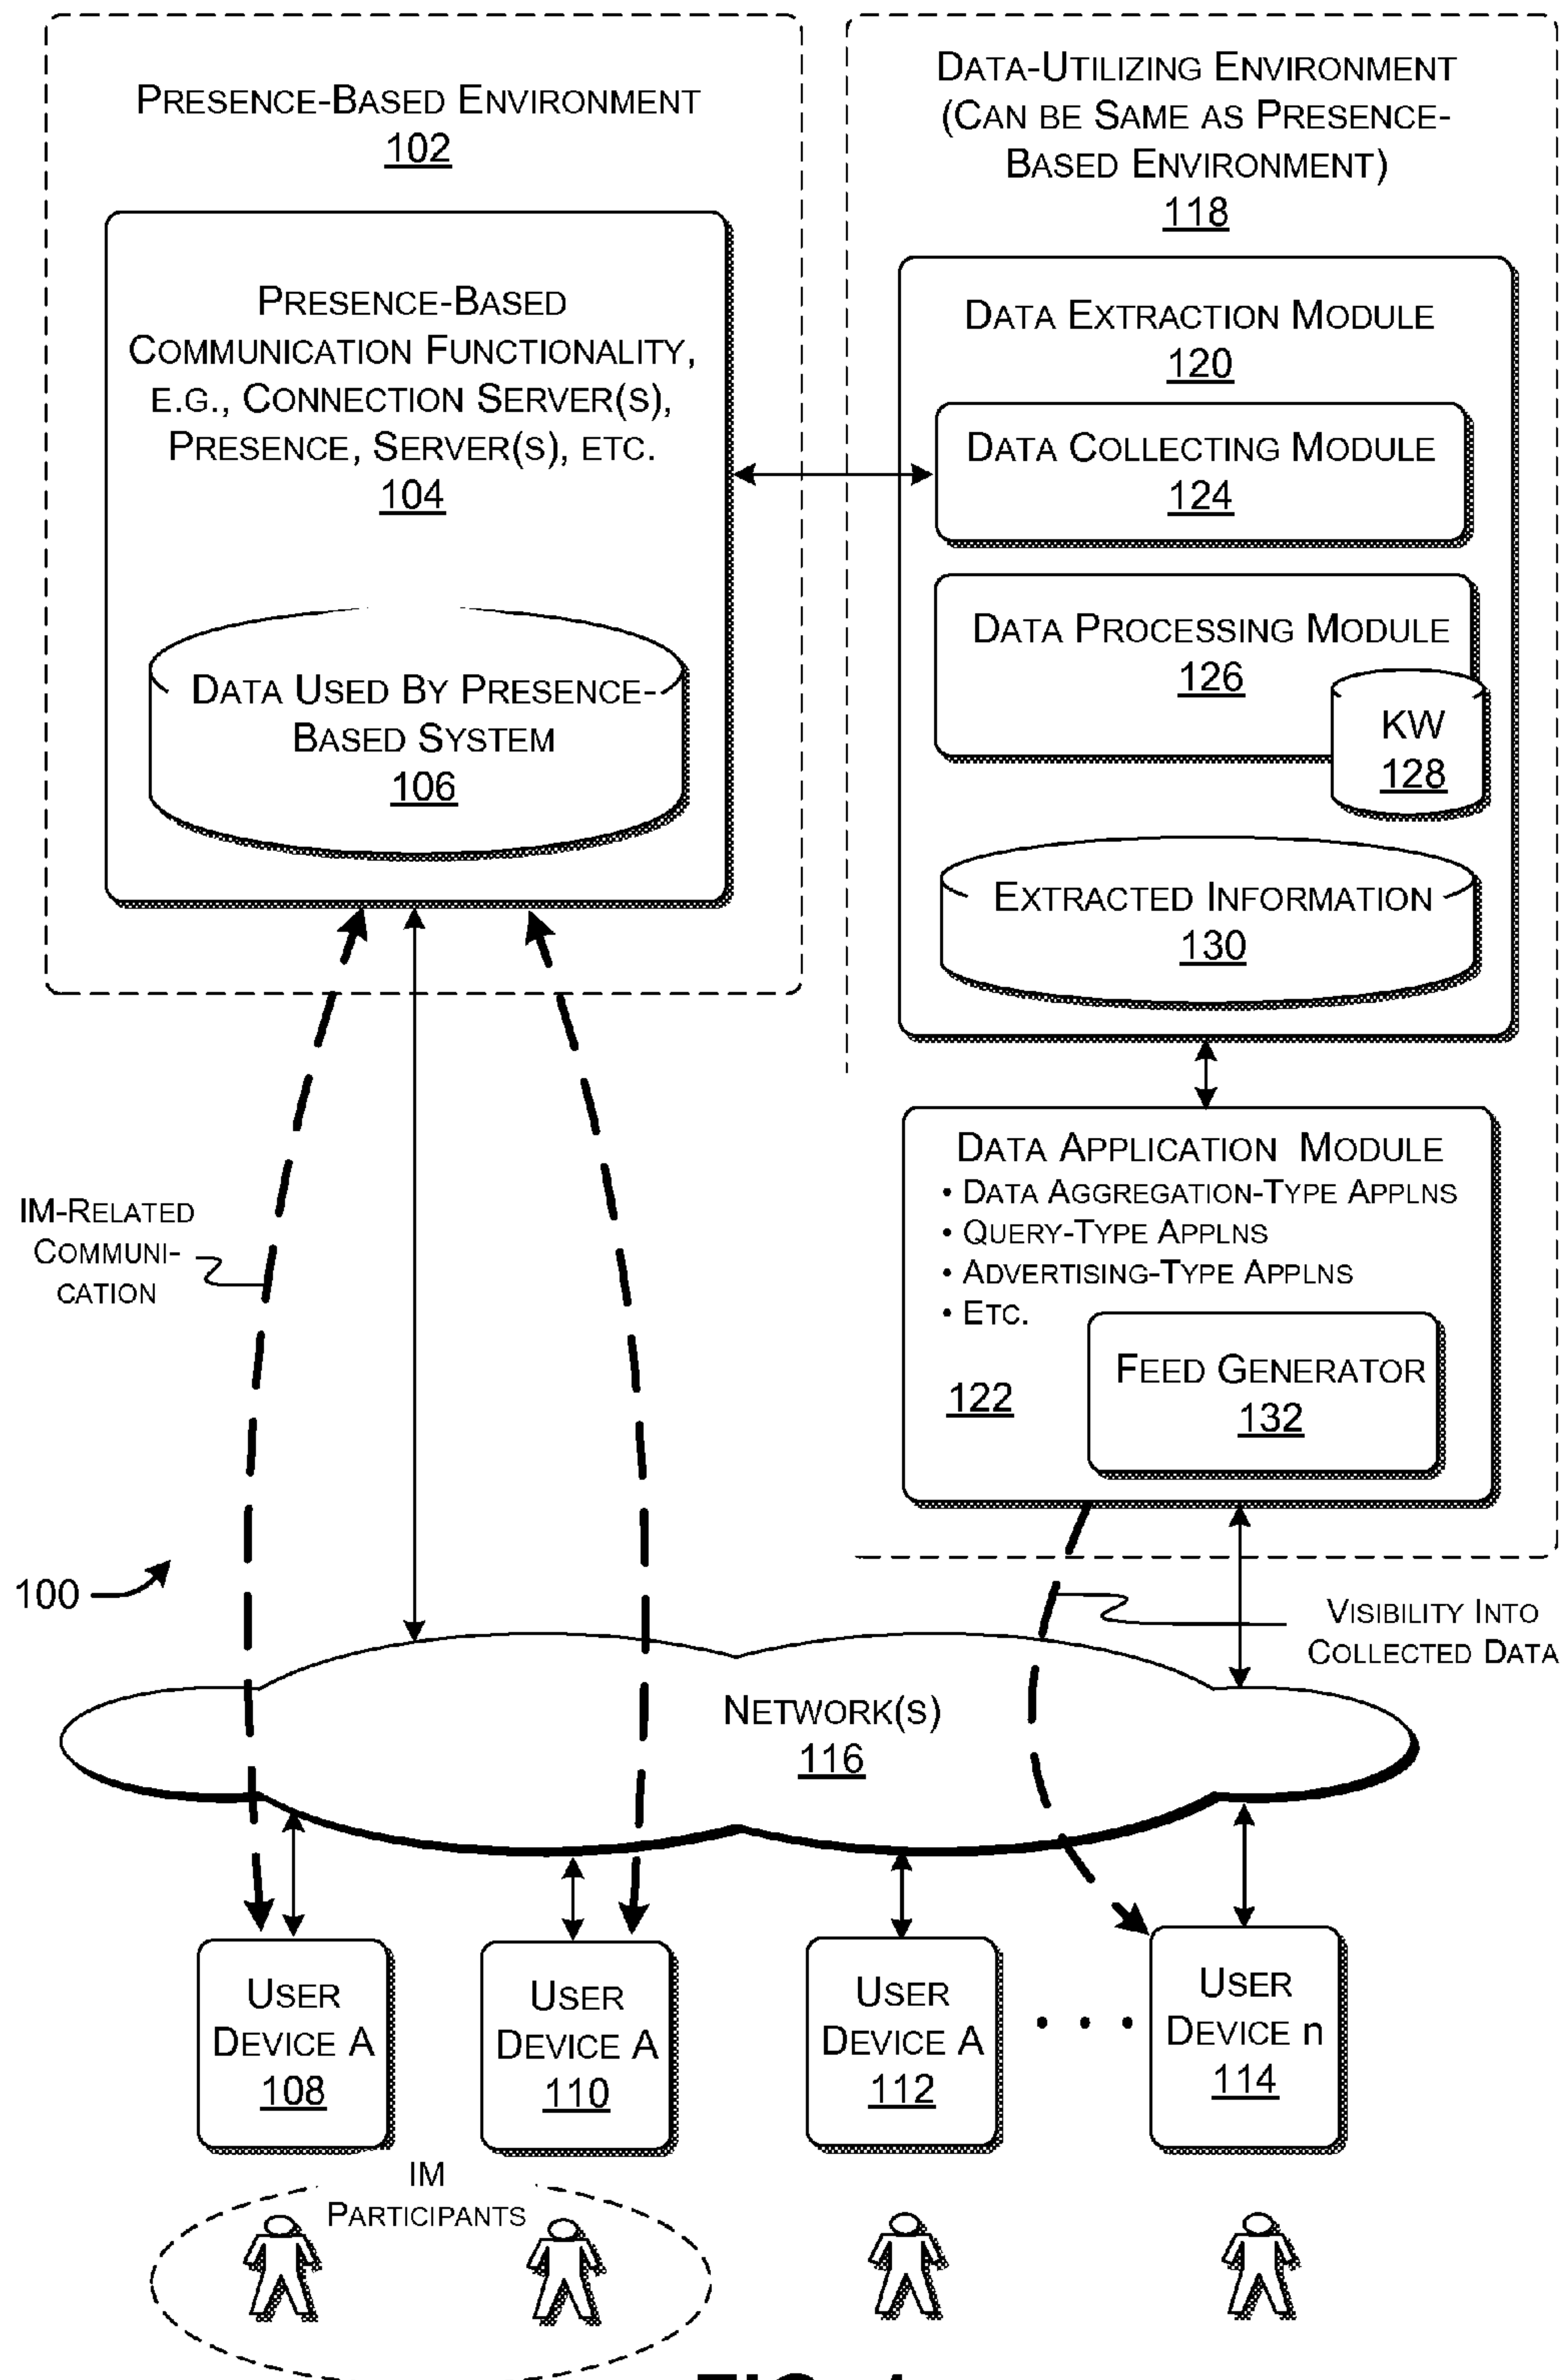 PRESENCE-BASED ENVIRONMENT
102
PRESENCE-BASED
COMMUNICATION FUNCTIONALITY,
E.G., CONNECTION SERVER(S),
PRESENCE, SERVER(S), ETC.
104
DATA USED BY PRESENCE-
BASED SYSTEM
106
DATA-UTILIZING ENVIRONMENT
(CAN BE SAME AS PRESENCE-
BASED ENVIRONMENT)
118
DATA EXTRACTION MODULE
120
DATA COLLECTING MODULE
124
DATA PROCESSING MODULE
126
KW
128
EXTRACTED INFORMATION
130
DATA APPLICATION MODULE
• DATA AGGREGATION-TYPE APPLNS
• QUERY-TYPE APPLNS
• ADVERTISING-TYPE APPLNS
• ETC.
122
FEED GENERATOR
132
IM-RELATED
COMMUNI-
CATION
100
VISIBILITY INTO
COLLECTED DATA
NETWORK(S)
116
USER
DEVICE A
108
USER
DEVICE A
110
USER
DEVICE A
112
• • •
USER
DEVICE n
114
IM
PARTICIPANTS